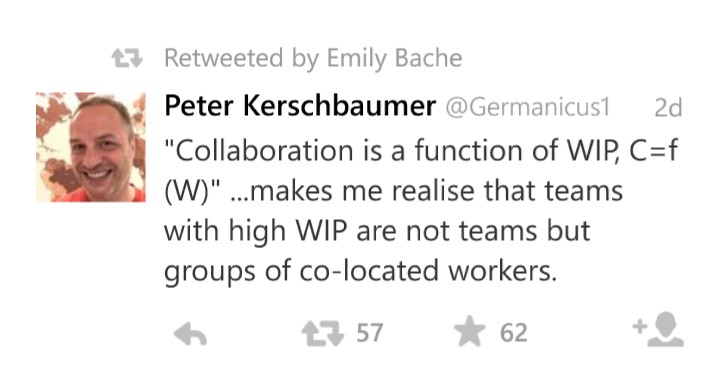 Retweeted by Emily Bache
Peter Kerschbaumer @Germanicus1 2d
"Collaboration is a function of WIP, C=f
(W)" ...makes me realise that teams
with high WIP are not teams but
groups of co-located workers.
57 62